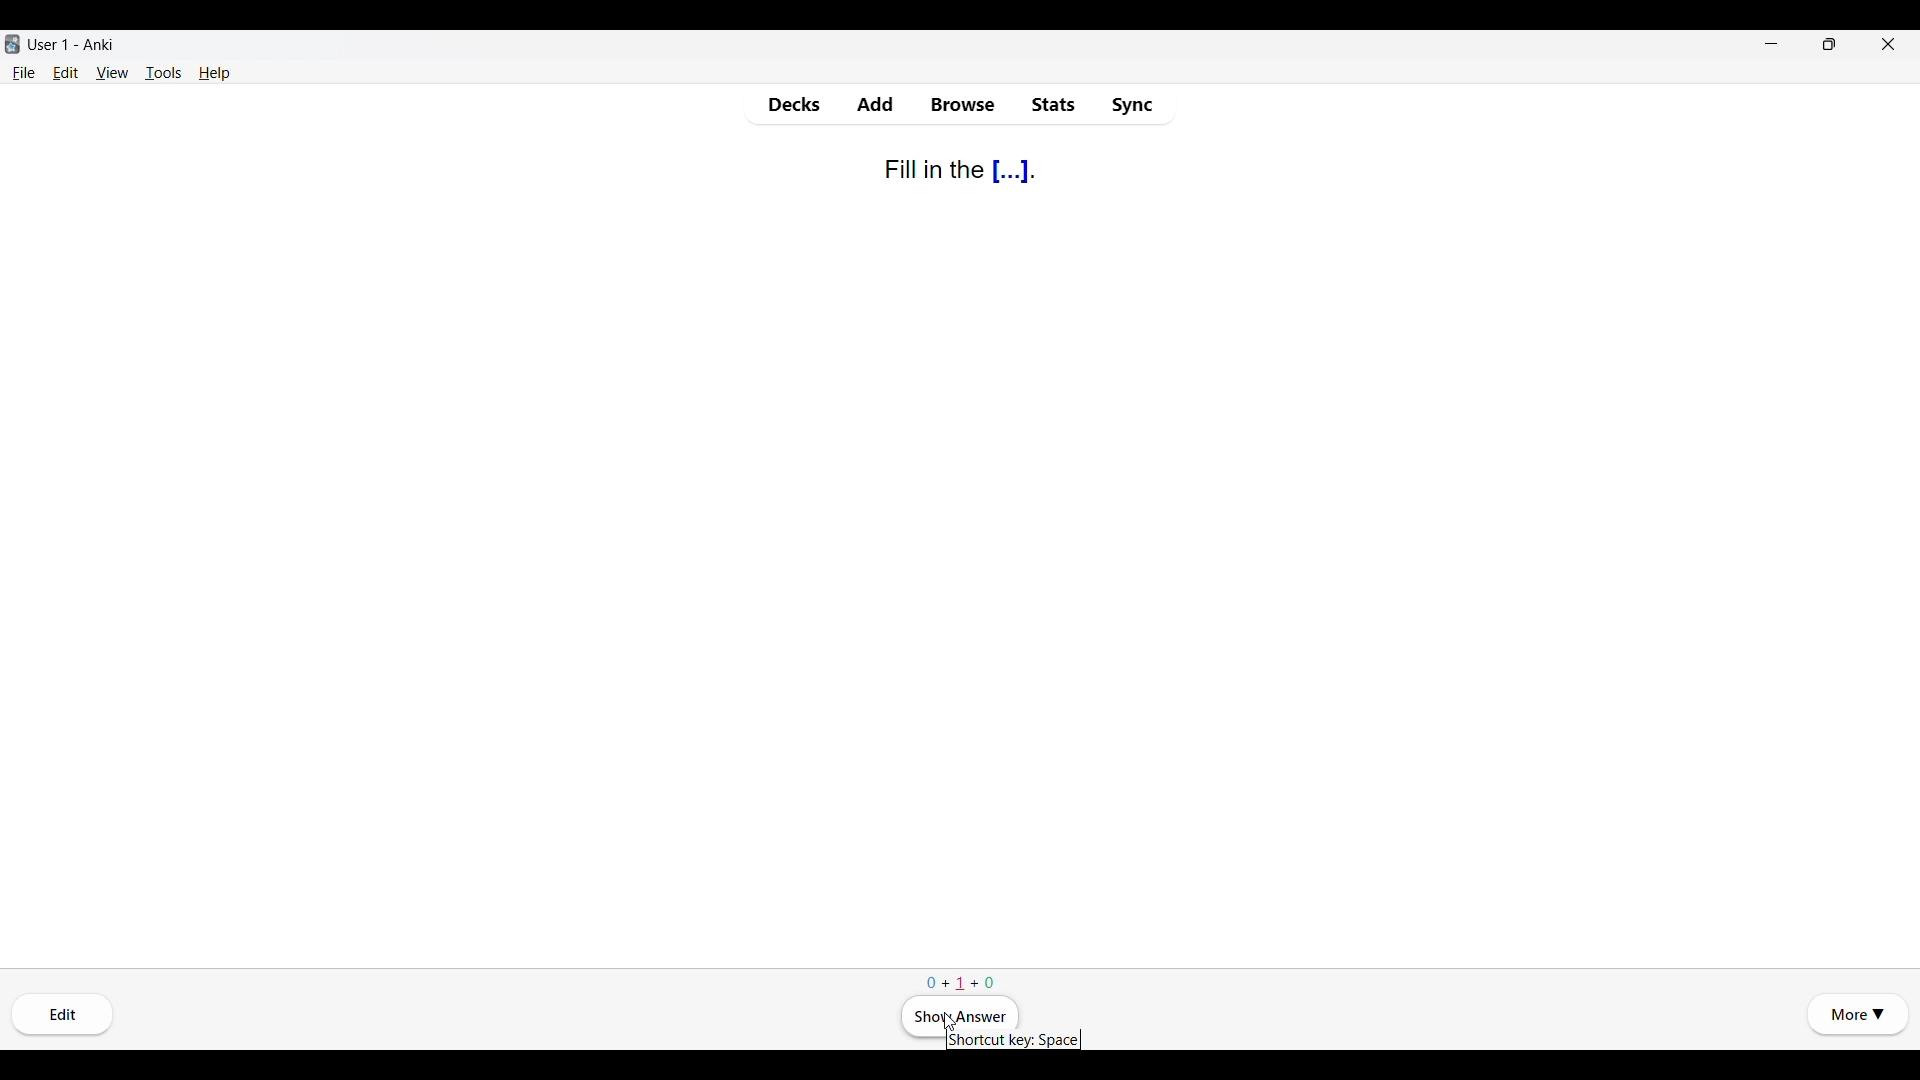 User 1 - Anki
File Edit View Tools Help
Decks Add Browse Stats Sync
Fill in the [...].
0 + 1 + 0
Edit
Show Answer
More ▼
Shortcut key: Space